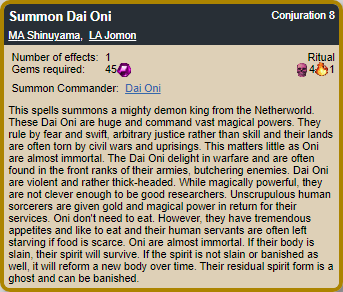 Summon Dai Oni Conjuration 8
MA Shinuyama, LA Jomon
Number of effects: 1 Ritual
Gems required: 45 4 1
Summon Commander: Dai Oni
This spells summons a mighty demon king from the Netherworld.
These Dai Oni are huge and command vast magical powers. They
rule by fear and swift, arbitrary justice rather than skill and their lands
are often torn by civil wars and uprisings. This matters little as Oni
are almost immortal. The Dai Oni delight in warfare and are often
found in the front ranks of their armies, butchering enemies. Dai Oni
are violent and rather thick-headed. While magically powerful, they
are not clever enough to be good researchers. Unscrupulous human
sorcerers are given gold and magical power in return for their
services. Oni don't need to eat. However, they have tremendous
appetites and like to eat and their human servants are often left
starving if food is scarce. Oni are almost immortal. If their body is
slain, their spirit will survive. If the spirit is not slain or banished as
well, it will reform a new body over time. Their residual spirit form is a
ghost and can be banished.